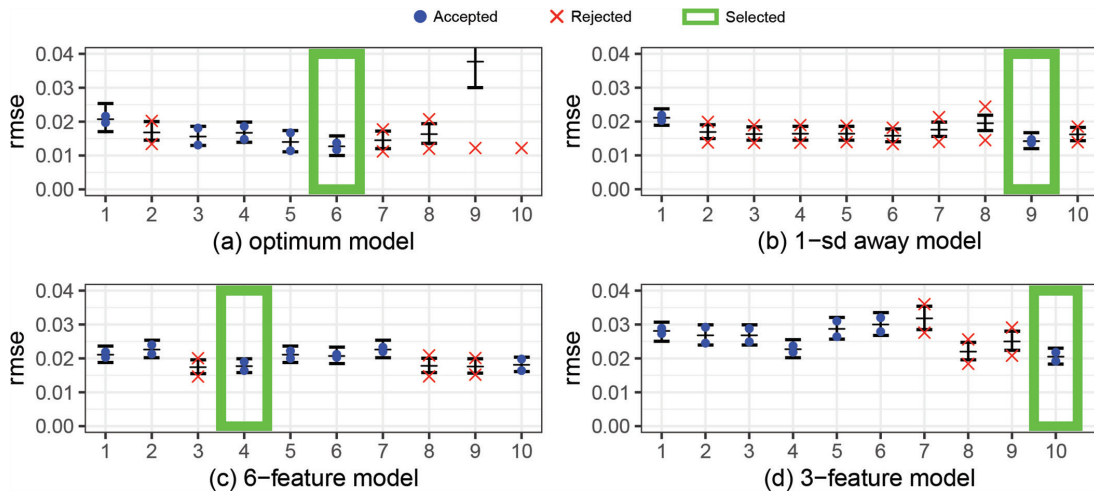 Accepted Rejected Selected
rmse
0.04
0.03
0.02
0.01
0.00
1 2 3 4 5 6 7 8 9 10
(a) optimum model
rmse
0.04
0.03
0.02
0.01
0.00
1 2 3 4 5 6 7 8 9 10
(b) 1-sd away model
rmse
0.04
0.03
0.02
0.01
0.00
1 2 3 4 5 6 7 8 9 10
(c) 6-feature model
rmse
0.04
0.03
0.02
0.01
0.00
1 2 3 4 5 6 7 8 9 10
(d) 3-feature model